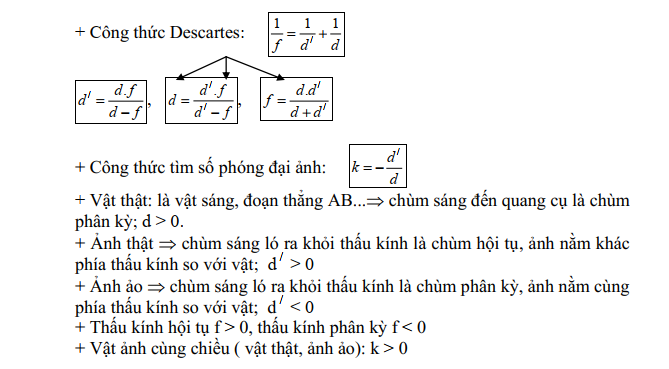 + Công thức Descartes: 1/f = 1/d′ + 1/d
d′ = d.f/(d − f), d = d′.f/(d′ − f), f = d.d′/(d + d′)
+ Công thức tìm số phóng đại ảnh: k = −d′/d
+ Vật thật: là vật sáng, đoạn thẳng AB...⇒ chùm sáng đến quang cụ là chùm
phân kỳ; d > 0.
+ Ảnh thật ⇒ chùm sáng ló ra khỏi thấu kính là chùm hội tụ, ảnh nằm khác
phía thấu kính so với vật; d′ > 0
+ Ảnh ảo ⇒ chùm sáng ló ra khỏi thấu kính là chùm phân kỳ, ảnh nằm cùng
phía thấu kính so với vật; d′ < 0
+ Thấu kính hội tụ f > 0, thấu kính phân kỳ f < 0
+ Vật ảnh cùng chiều ( vật thật, ảnh ảo): k > 0